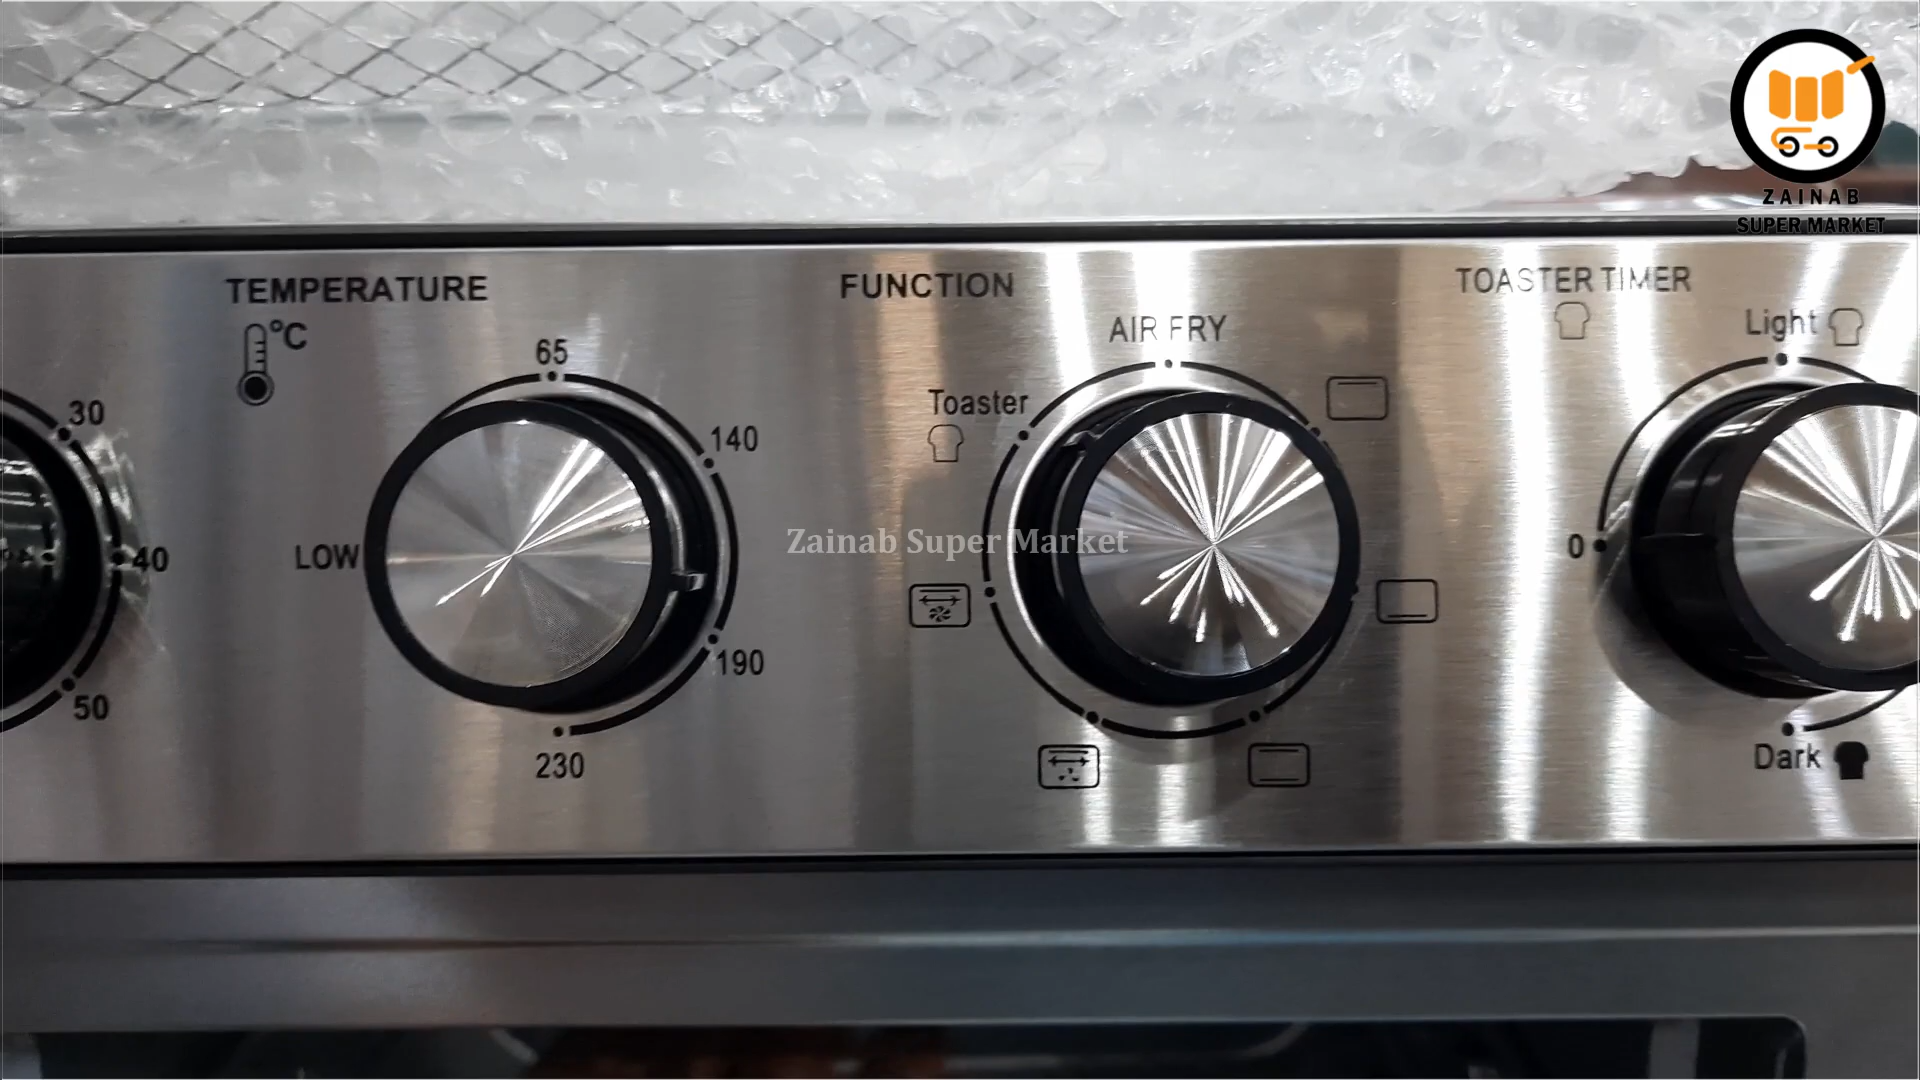 ZAINAB
SUPER MARKET
TEMPERATURE
°C
65
140
LOW
190
230
30
40
50
FUNCTION
AIR FRY
Toaster
Zainab Super Market
TOASTER TIMER
Light
0
Dark